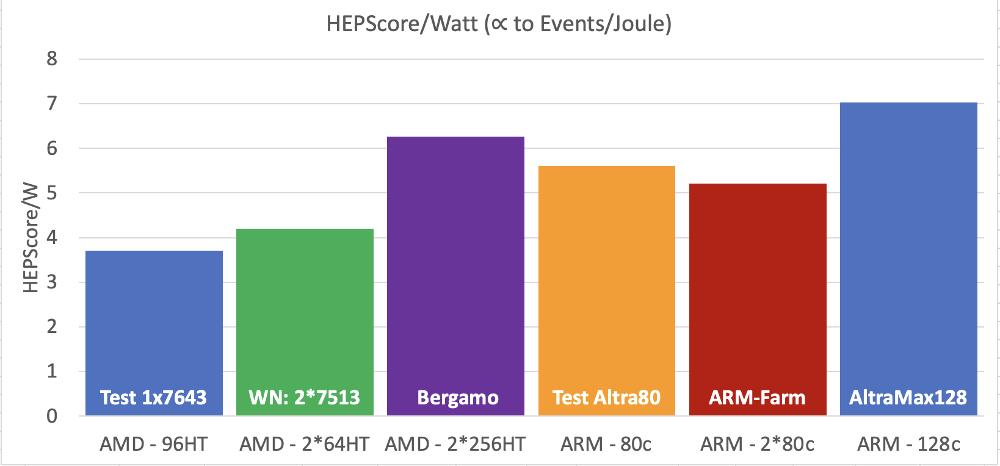 HEPScore/Watt (∝ to Events/Joule)
HEPScore/W
8
7
6
5
4
3
2
1
0
Test 1x7643
WN: 2*7513
Bergamo
Test Altra80
ARM-Farm
AltraMax128
AMD - 96HT
AMD - 2*64HT
AMD - 2*256HT
ARM - 80c
ARM - 2*80c
ARM - 128c